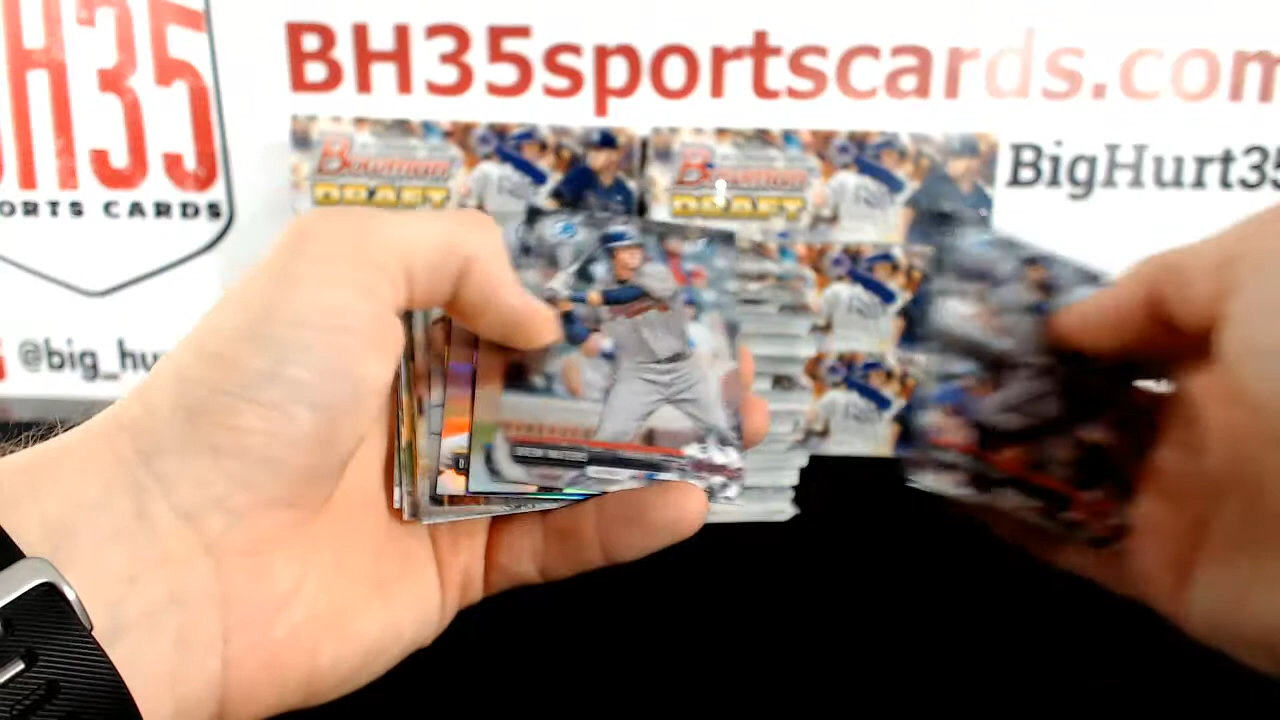 BH35sportscards.com
H35
ORTS CARDS
BigHurt35
@big_hu
Bowman
DRAFT
Bowman
DRAFT